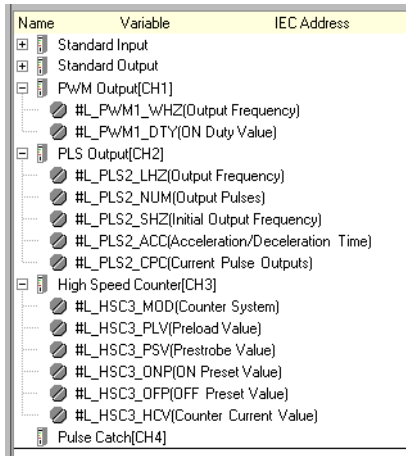 Name Variable IEC Address
Standard Input
Standard Output
PWM Output[CH1]
#L_PWM1_WHZ(Output Frequency)
#L_PWM1_DTY(ON Duty Value)
PLS Output[CH2]
#L_PLS2_LHZ(Output Frequency)
#L_PLS2_NUM(Output Pulses)
#L_PLS2_SHZ(Initial Output Frequency)
#L_PLS2_ACC(Acceleration/Deceleration Time)
#L_PLS2_CPC(Current Pulse Outputs)
High Speed Counter[CH3]
#L_HSC3_MOD(Counter System)
#L_HSC3_PLV(Preload Value)
#L_HSC3_PSV(Prestrobe Value)
#L_HSC3_ONP(ON Preset Value)
#L_HSC3_OFP(OFF Preset Value)
#L_HSC3_HCV(Counter Current Value)
Pulse Catch[CH4]